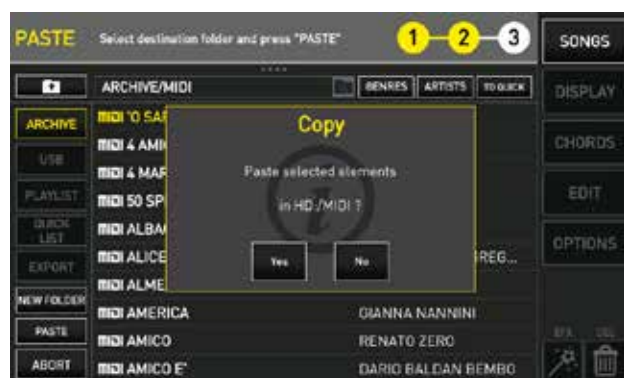 PASTE
Select destination folder and press "PASTE"
1 2 3
SONGS
ARCHIVE/MIDI
GENRES
ARTISTS
TO QUICK
DISPLAY
ARCHIVE
MIDI 'O SAR
Copy
USB
MIDI 4 AMI
CHORDS
PLAYLIST
MIDI 4 MAR
Paste selected elements
EDIT
QUICK
LIST
MIDI 50 SP
in HD:/MIDI ?
MIDI ALBA
OPTIONS
EXPORT
MIDI ALICE
Yes
No
REG...
MIDI ALME
NEW FOLDER
MIDI AMERICA
GIANNA NANNINI
PASTE
MIDI AMICO
RENATO ZERO
EFX
DEL
ABORT
MIDI AMICO E'
DARIO BALDAN BEMBO